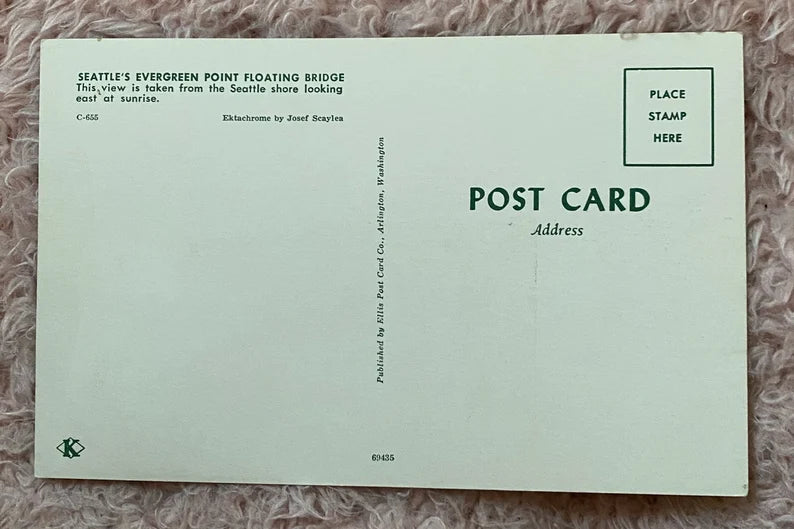 SEATTLE'S EVERGREEN POINT FLOATING BRIDGE
This view is taken from the Seattle shore looking
east at sunrise.
C-655 Ektachrome by Josef Scaylea
Published by Ellis Post Card Co., Arlington, Washington
PLACE
STAMP
HERE
POST CARD
Address
K
69435